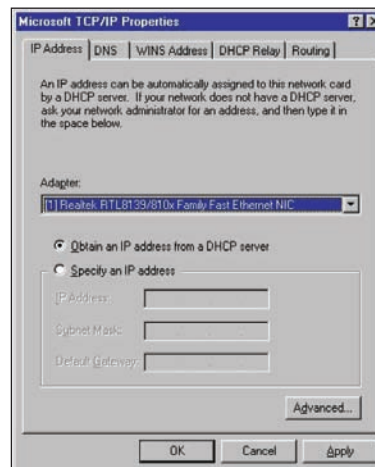 Microsoft TCP/IP Properties
IP Address DNS WINS Address DHCP Relay Routing
An IP address can be automatically assigned to this network card
by a DHCP server. If your network does not have a DHCP server,
ask your network administrator for an address, and then type it in
the space below.
Adapter:
[1] Realtek RTL8139/810x Family Fast Ethernet NIC
Obtain an IP address from a DHCP server
Specify an IP address
IP Address:
Subnet Mask:
Default Gateway:
Advanced...
OK Cancel Apply